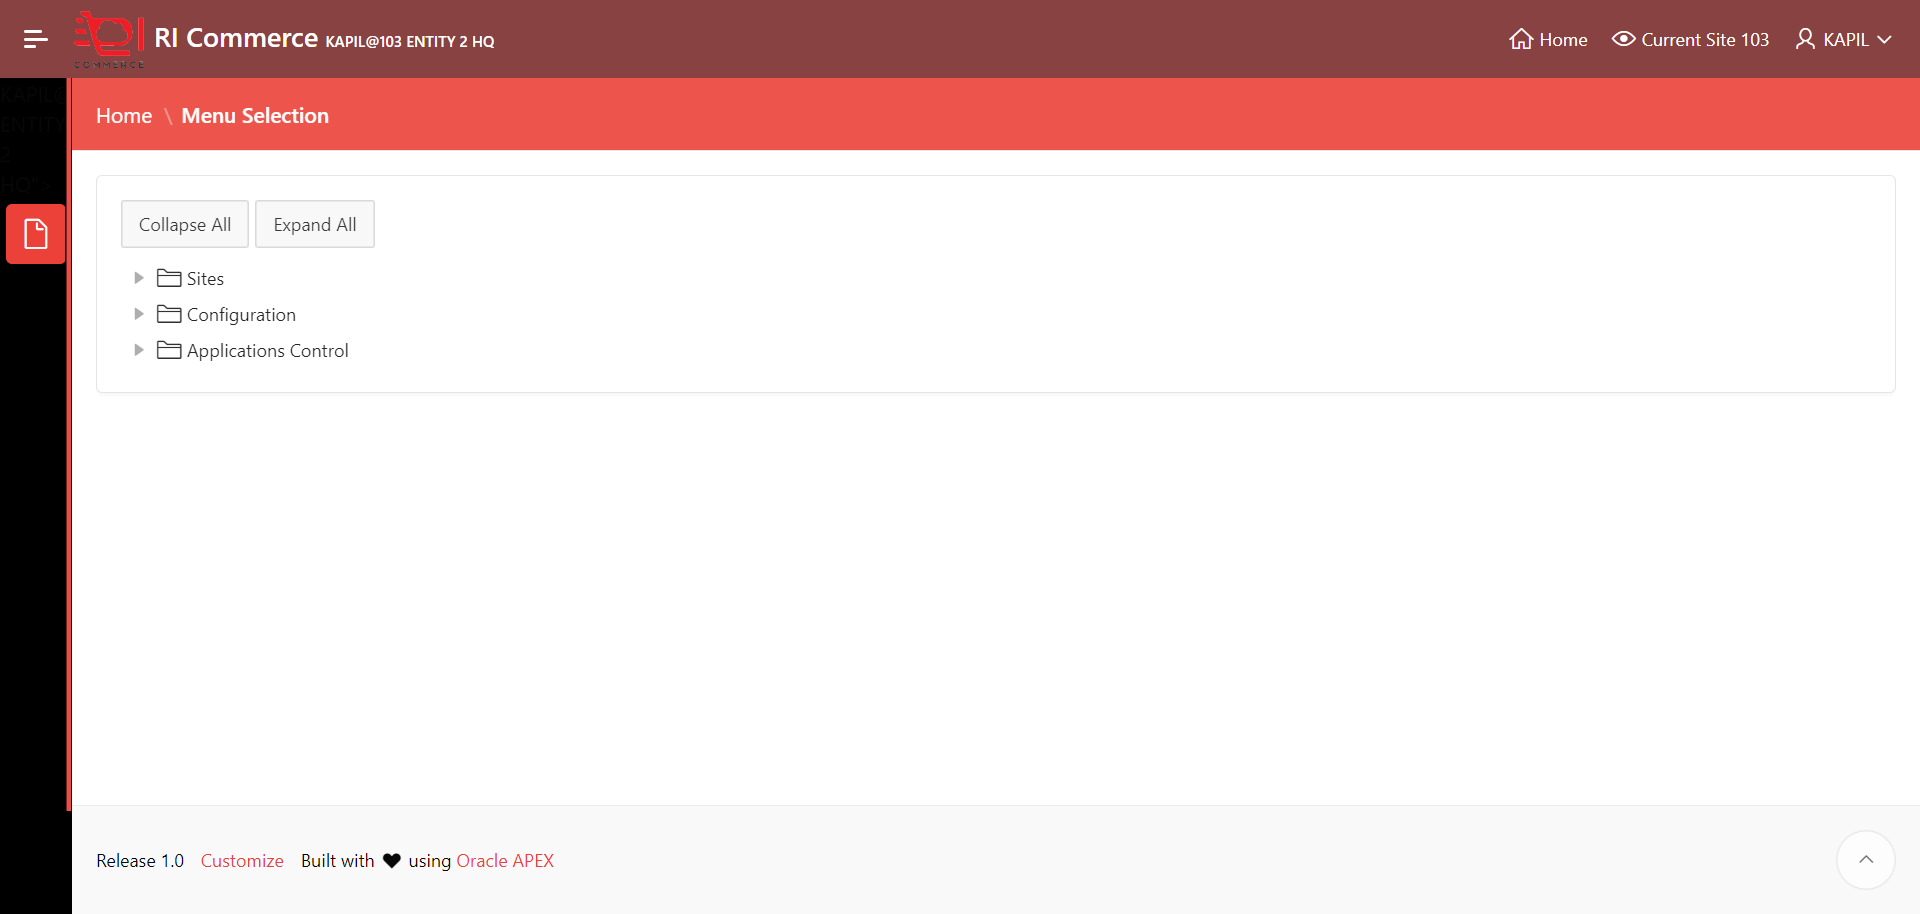 COMMERCE
RI Commerce KAPIL@103 ENTITY 2 HQ
Home
Current Site 103
KAPIL
KAPIL@
ENTITY
2
HQ">
Home \ Menu Selection
Collapse All
Expand All
Sites
Configuration
Applications Control
Release 1.0 Customize Built with ♥ using Oracle APEX